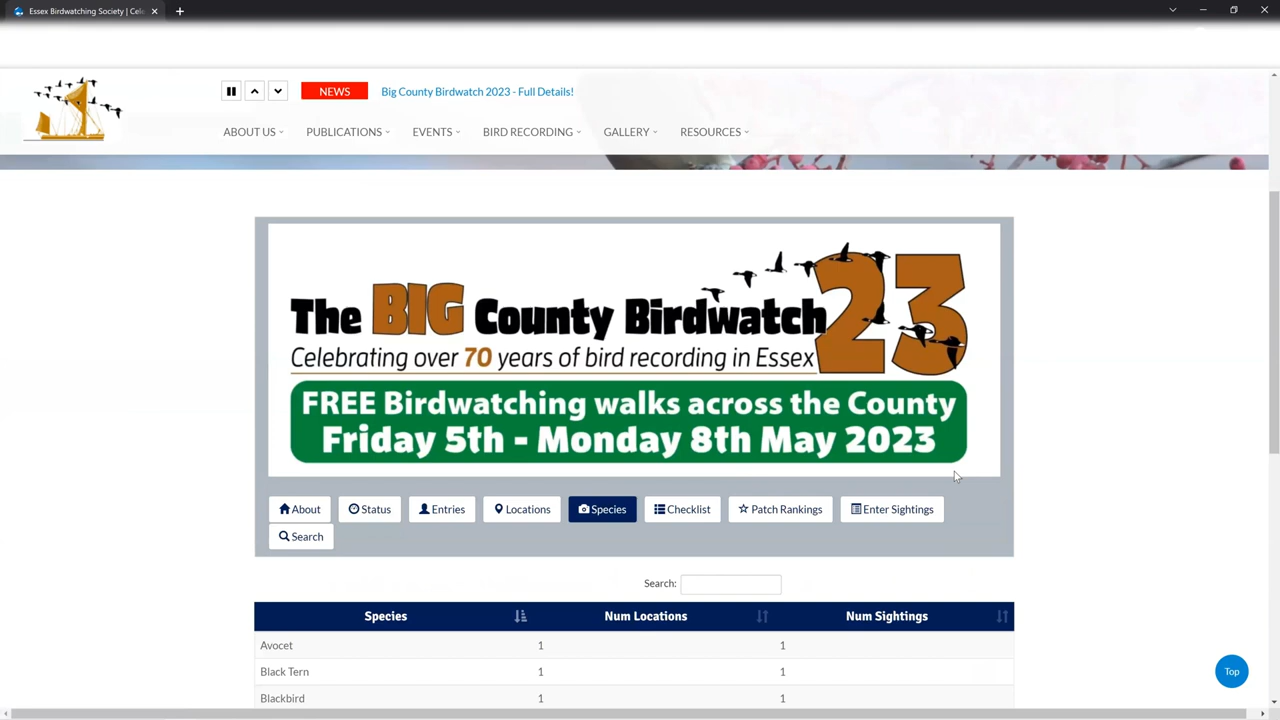 Essex Birdwatching Society | Cele
NEWS
Big County Birdwatch 2023 - Full Details!
ABOUT US
PUBLICATIONS
EVENTS
BIRD RECORDING
GALLERY
RESOURCES
The BIG County Birdwatch 23
Celebrating over 70 years of bird recording in Essex
FREE Birdwatching walks across the County
Friday 5th - Monday 8th May 2023
About Status Entries Locations Species Checklist Patch Rankings Enter Sightings
Search
Search:
Species Num Locations Num Sightings
Avocet 1 1
Black Tern 1 1
Blackbird 1 1
Top